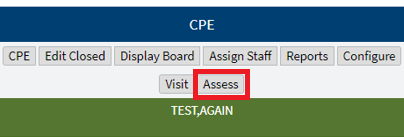 CPE
CPE Edit Closed Display Board Assign Staff Reports Configure
Visit Assess
TEST,AGAIN